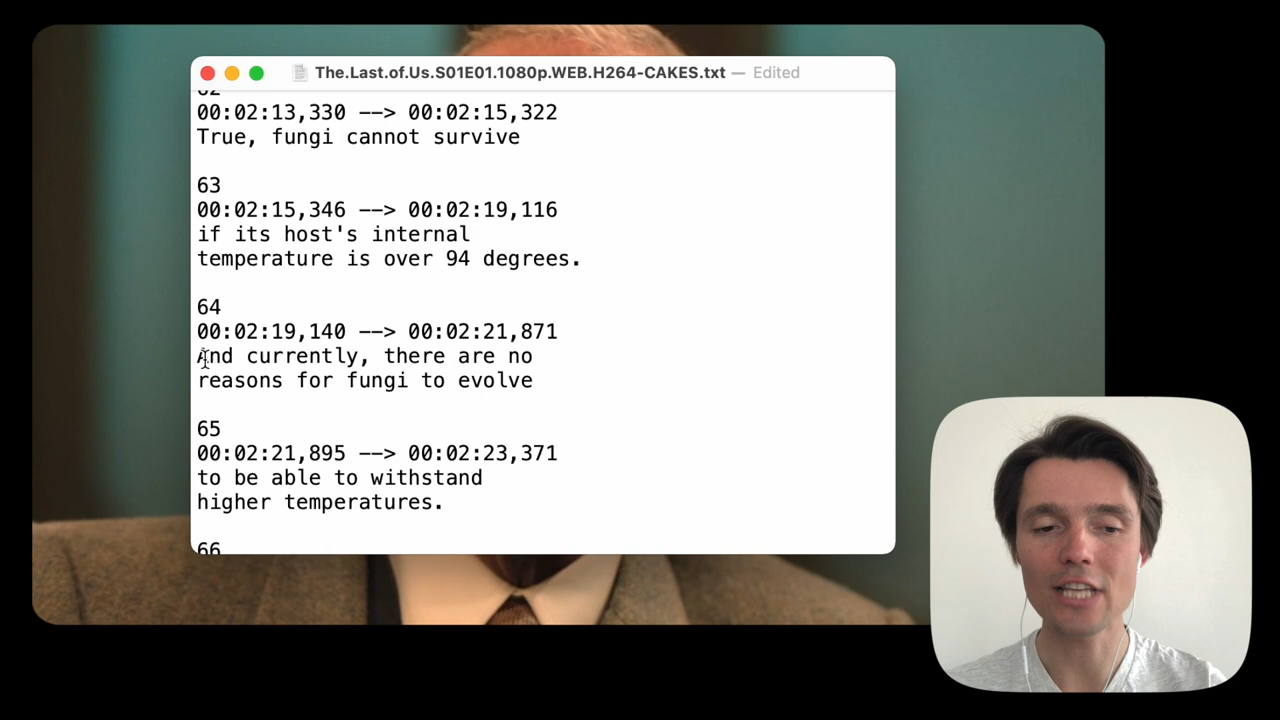 The.Last.of.Us.S01E01.1080p.WEB.H264-CAKES.txt — Edited
62
00:02:13,330 --> 00:02:15,322
True, fungi cannot survive
63
00:02:15,346 --> 00:02:19,116
if its host's internal
temperature is over 94 degrees.
64
00:02:19,140 --> 00:02:21,871
And currently, there are no
reasons for fungi to evolve
65
00:02:21,895 --> 00:02:23,371
to be able to withstand
higher temperatures.
66